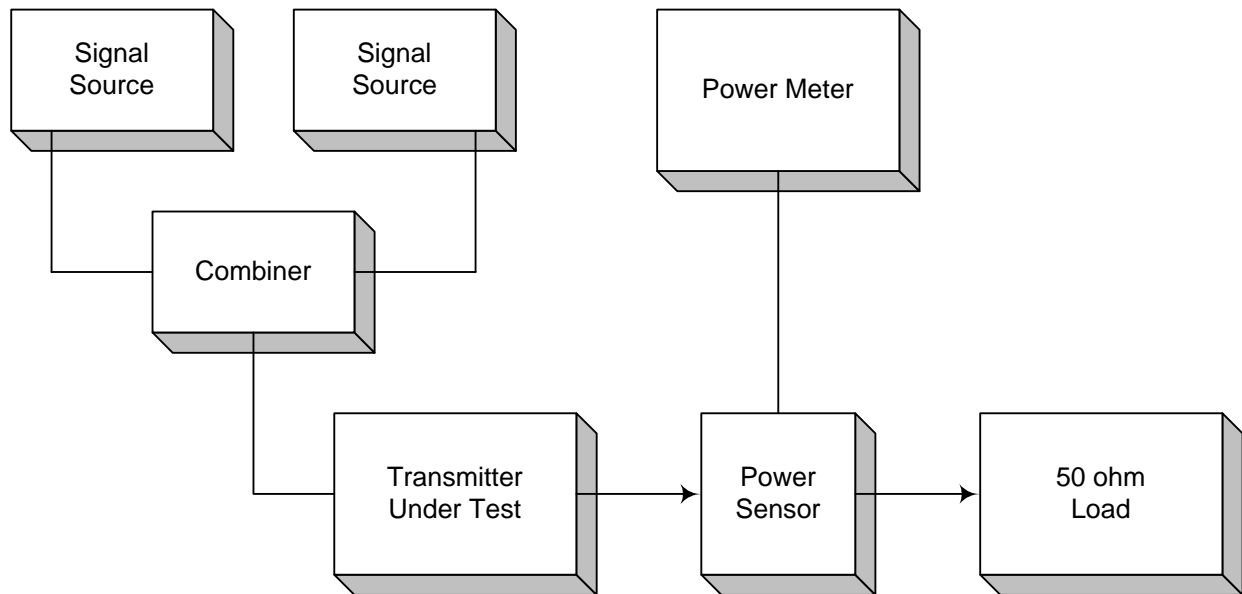 Signal
Source
Signal
Source
Power Meter
Combiner
Transmitter
Under Test
Power
Sensor
50 ohm
Load